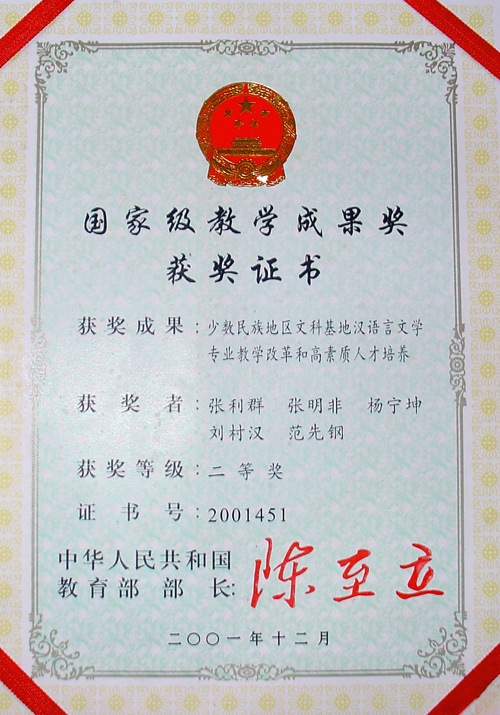 国家级教学成果奖
获奖证书
获奖成果：少数民族地区文科基地汉语言文学
专业教学改革和高素质人才培养
获奖者：张利群 张明非 杨宁坤
刘村汉 范先钢
获奖等级：二等奖
证书号：2001451
中华人民共和国
教育部部长：陈至立
二〇〇一年十二月